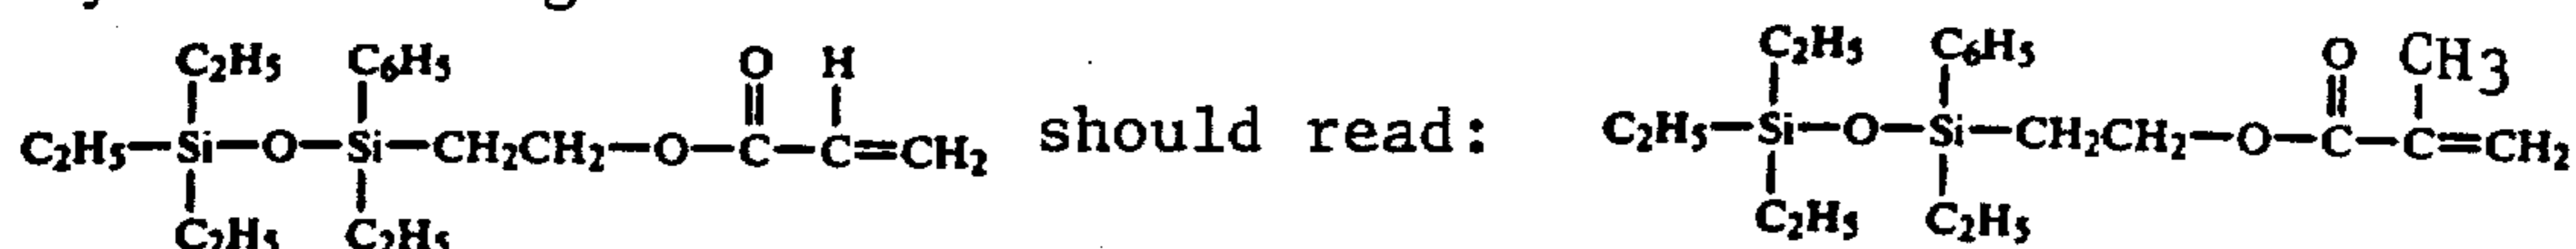 C₂H₅ C₆H₅ O H
C₂H₅—Si—O—Si—CH₂CH₂—O—C—C=CH₂ should read:
C₂H₅ C₂H₅
C₂H₅ C₆H₅ O CH3
C₂H₅—Si—O—Si—CH₂CH₂—O—C—C=CH₂
C₂H₅ C₂H₅